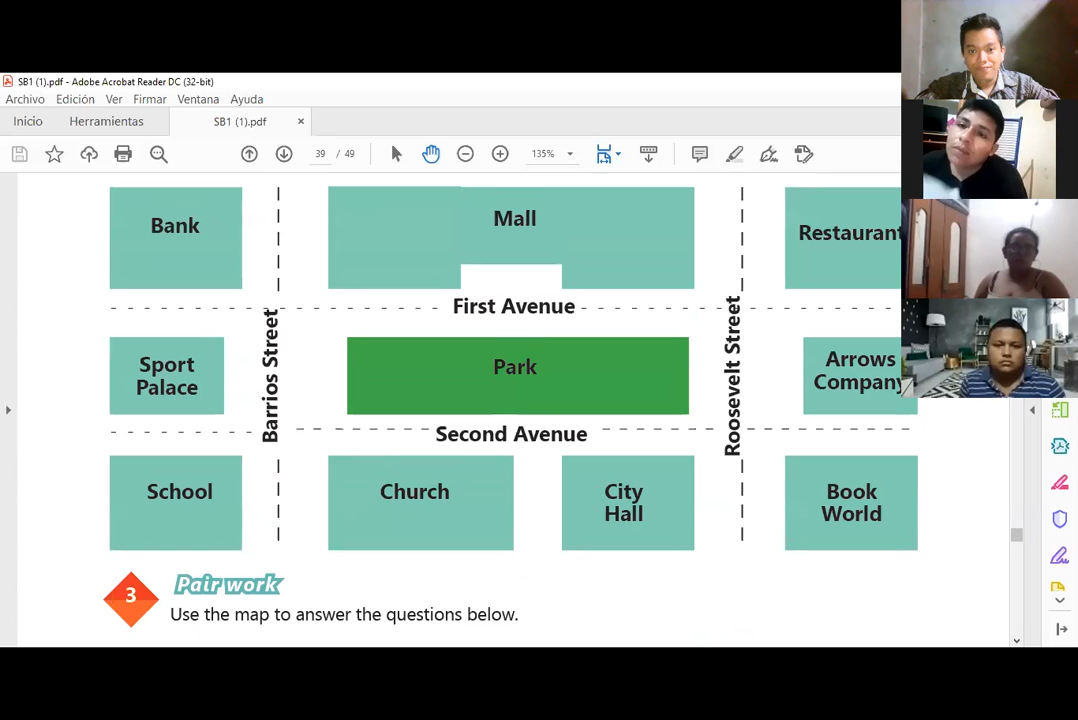 SB1 (1).pdf - Adobe Acrobat Reader DC (32-bit)
Archivo Edición Ver Firmar Ventana Ayuda
Inicio Herramientas SB1 (1).pdf ×
39 / 49 135%
Bank
Mall
Restaurant
First Avenue
Barrios Street
Roosevelt Street
Sport
Palace
Park
Arrows
Company
Second Avenue
School
Church
City
Hall
Book
World
3 Pair work
Use the map to answer the questions below.